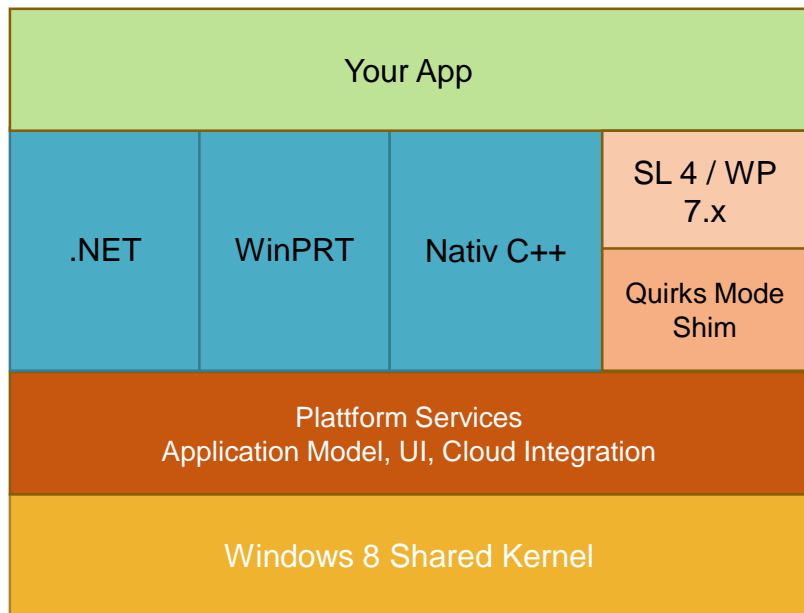 Your App
.NET
WinPRT
Nativ C++
SL 4 / WP
7.x
Quirks Mode
Shim
Plattform Services
Application Model, UI, Cloud Integration
Windows 8 Shared Kernel